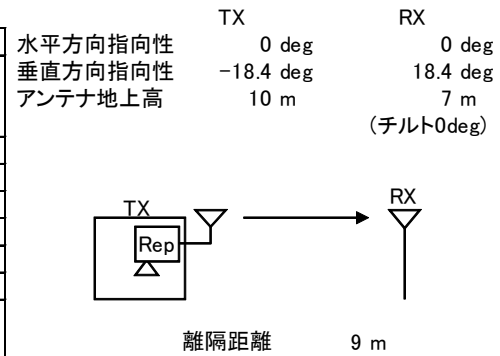 TX RX
水平方向指向性 0 deg 0 deg
垂直方向指向性 -18.4 deg 18.4 deg
アンテナ地上高 10 m 7 m
(チルト0deg)
TX RX
Rep
離隔距離 9 m